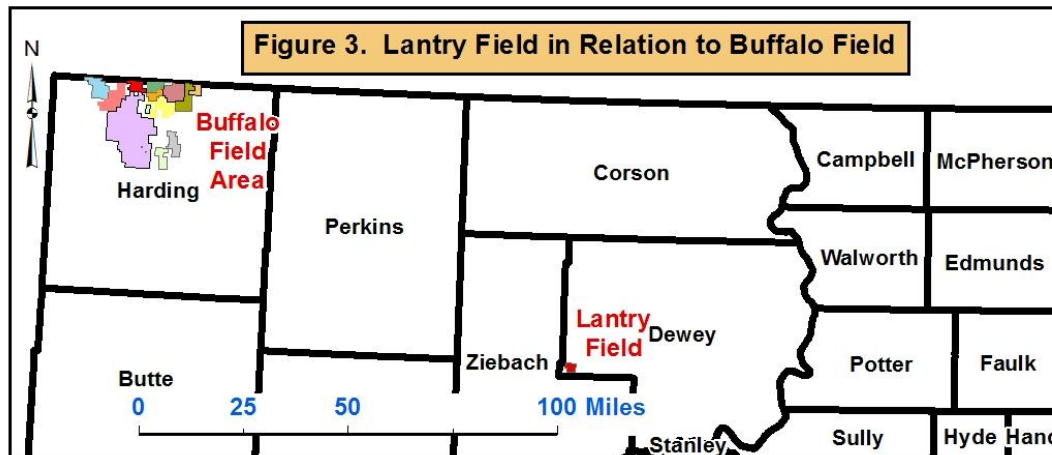 Figure 3. Lantry Field in Relation to Buffalo Field
N
Buffalo
Field
Area
Harding
Perkins
Corson
Campbell
McPherson
Walworth
Edmunds
Lantry
Field
Dewey
Ziebach
Potter
Faulk
Butte
0 25 50 100 Miles
Stanley
Sully
Hyde
Hand